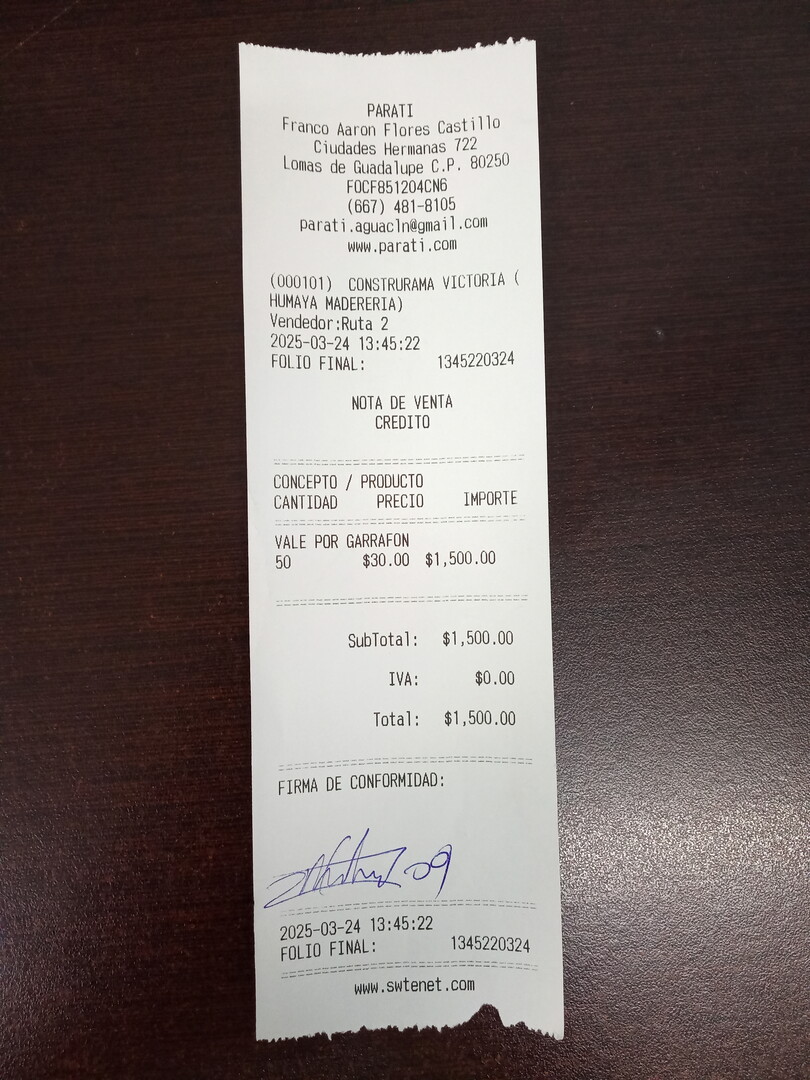 PARATI
Franco Aaron Flores Castillo
Ciudades Hermanas 722
Lomas de Guadalupe C.P. 80250
FOCF851204CN6
(667) 481-8105
parati.aguacln@gmail.com
www.parati.com
(000101) CONSTRURAMA VICTORIA (
HUMAYA MADERERIA)
Vendedor:Ruta 2
2025-03-24 13:45:22
FOLIO FINAL: 1345220324
NOTA DE VENTA
CREDITO
CONCEPTO / PRODUCTO
CANTIDAD PRECIO IMPORTE
VALE POR GARRAFON
50 $30.00 $1,500.00
SubTotal: $1,500.00
IVA: $0.00
Total: $1,500.00
FIRMA DE CONFORMIDAD:
2025-03-24 13:45:22
FOLIO FINAL: 1345220324
www.swtenet.com